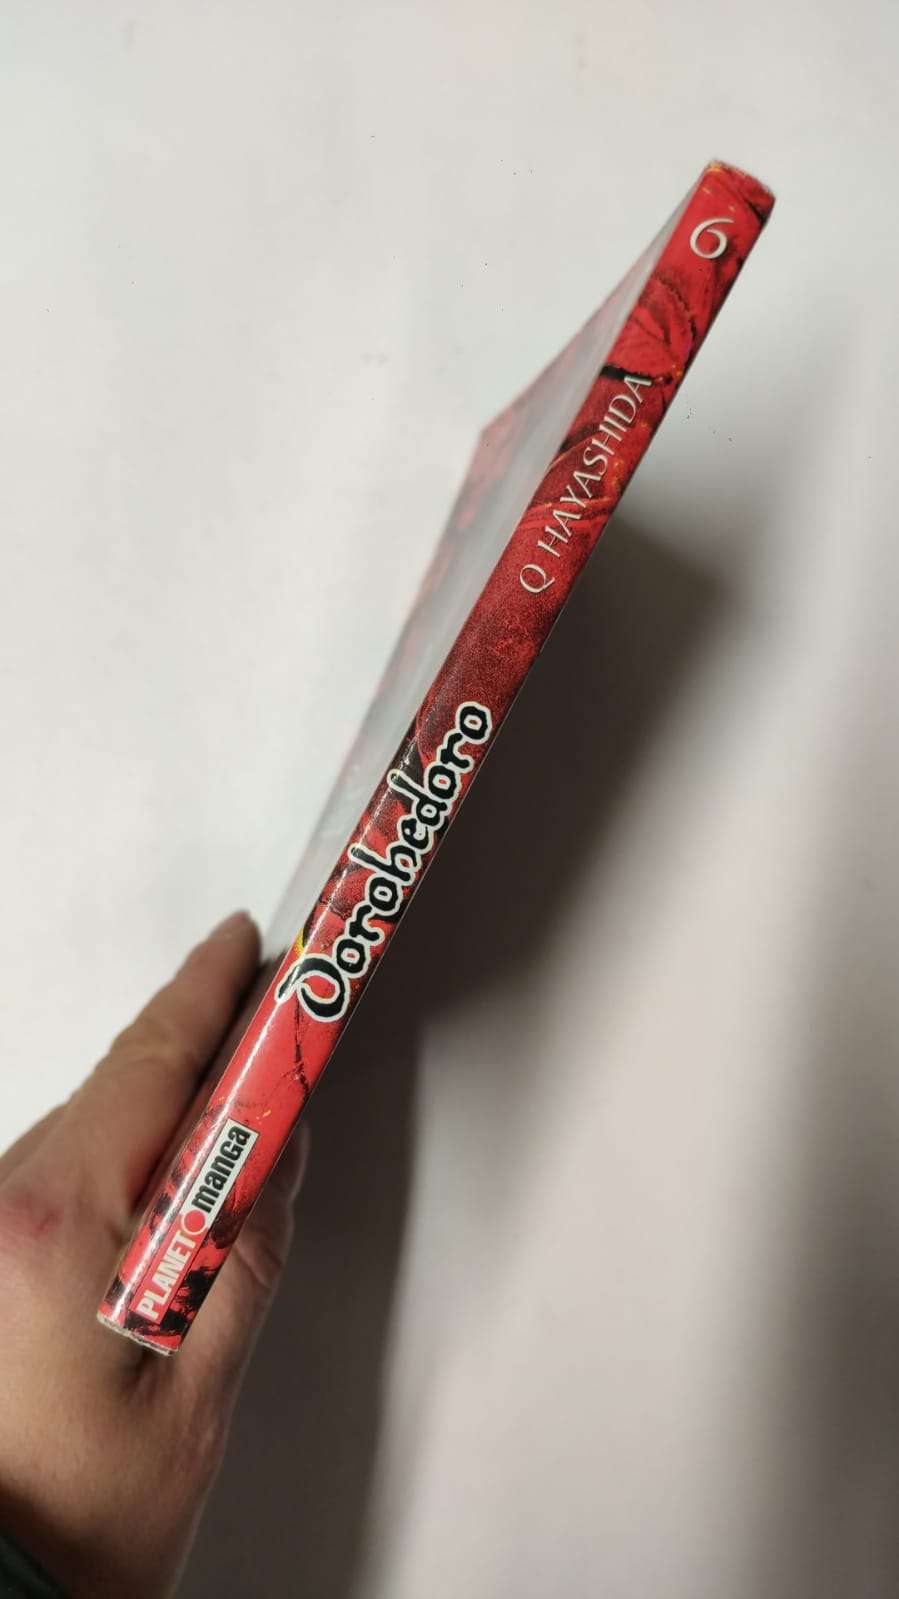 6
Q HAYASHIDA
Dorohedoro
PLANET manga